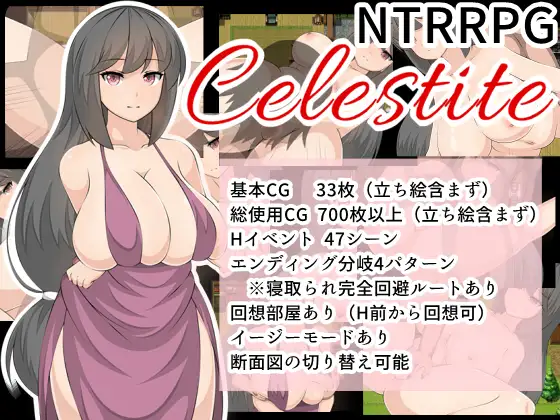 NTRRPG
Celestite
基本CG 33枚（立ち絵含まず）
総使用CG 700枚以上（立ち絵含まず）
Hイベント 47シーン
エンディング分岐4パターン
※寝取られ完全回避ルートあり
回想部屋あり（H前から回想可）
イージーモードあり
断面図の切り替え可能